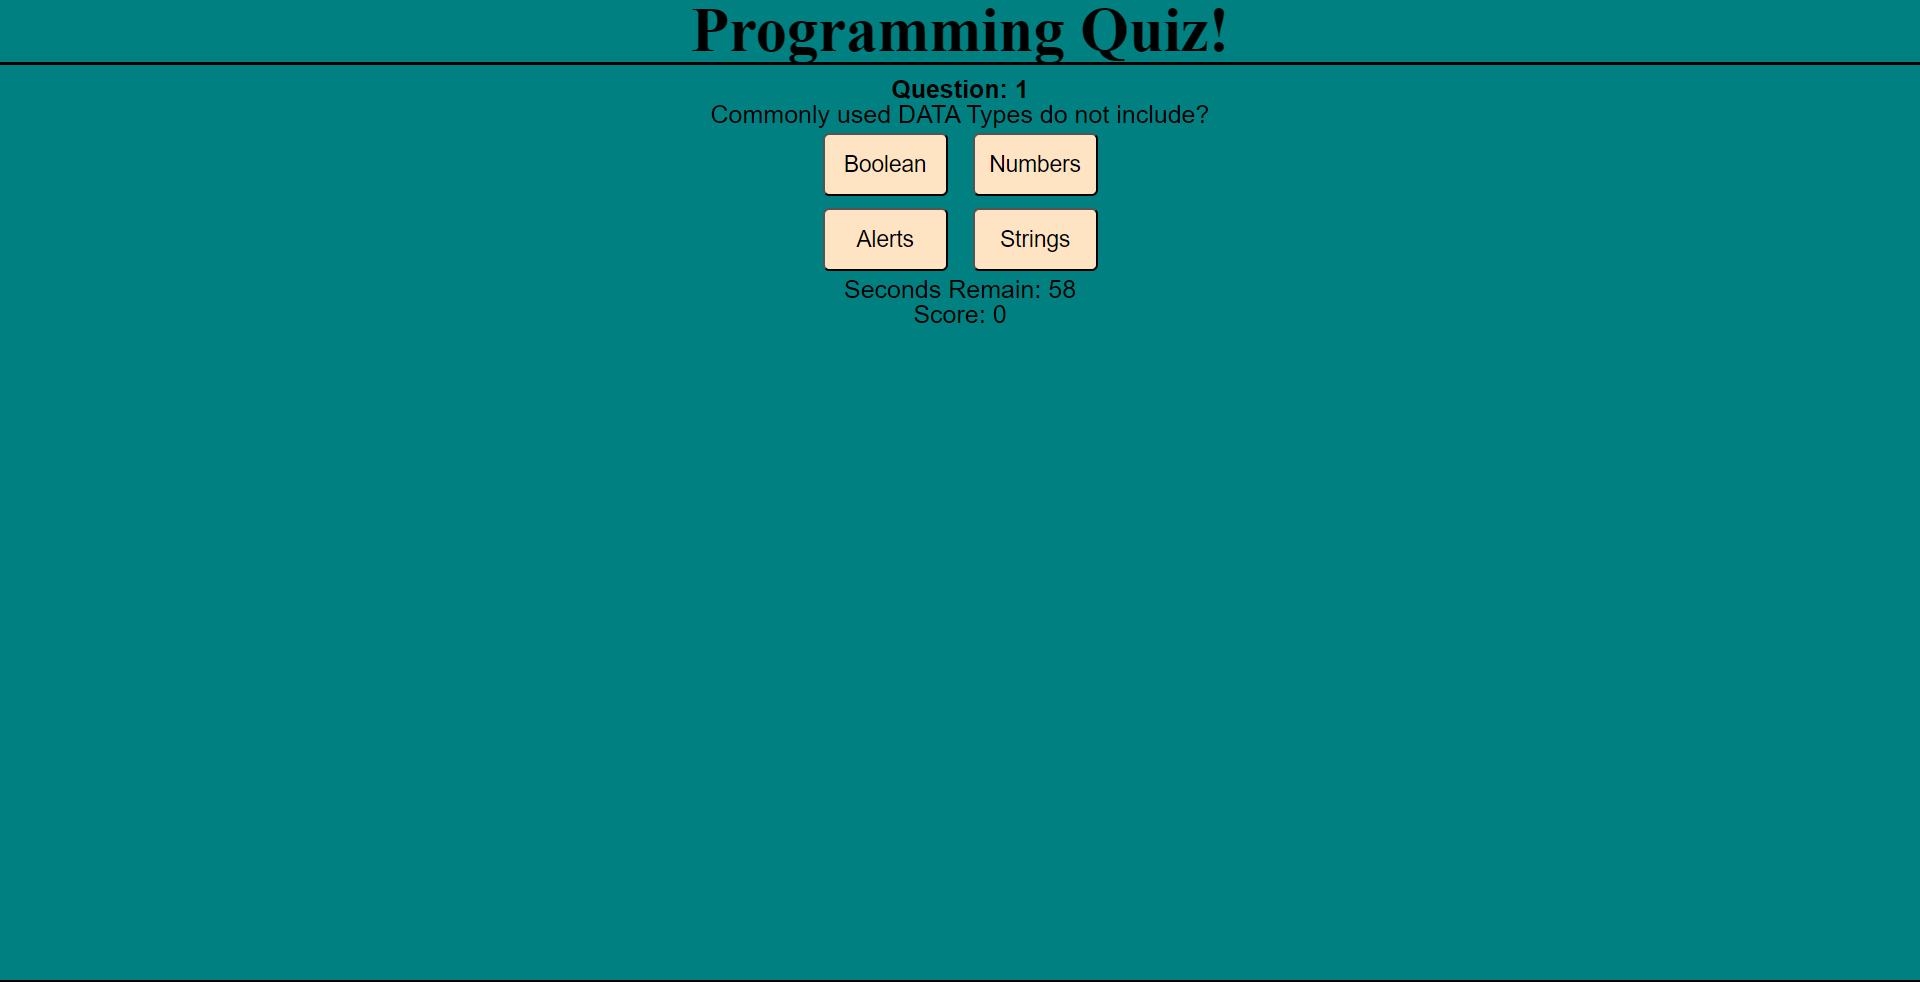 Programming Quiz!
Question: 1
Commonly used DATA Types do not include?
Boolean Numbers
Alerts Strings
Seconds Remain: 58
Score: 0